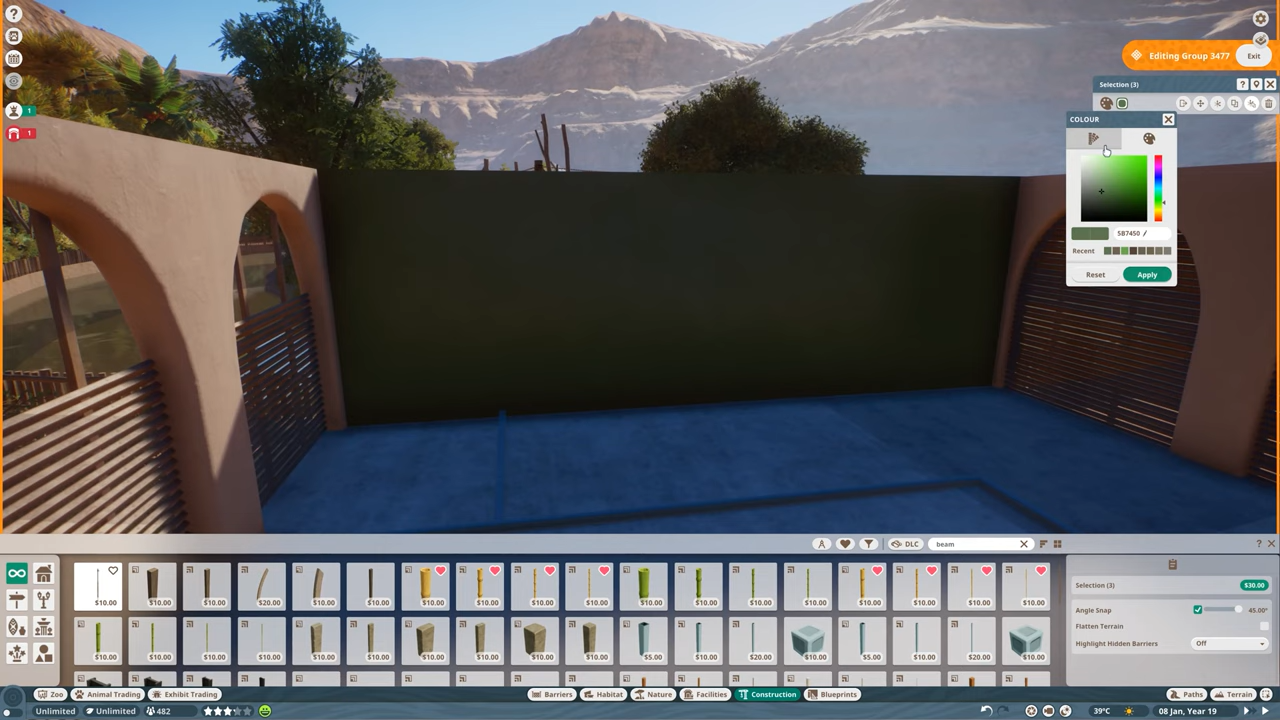 Editing Group 3477
Exit
Selection (3)
COLOUR
5B7450
Recent
Reset
Apply
1
1
DLC
beam
$10.00 $10.00 $10.00 $20.00 $10.00 $10.00 $10.00 $10.00 $10.00 $10.00 $10.00 $10.00 $10.00 $10.00 $10.00 $10.00 $10.00 $10.00
$10.00 $10.00 $10.00 $10.00 $10.00 $10.00 $10.00 $10.00 $10.00 $10.00 $5.00 $10.00 $20.00 $10.00 $5.00 $10.00 $20.00 $10.00
Selection (3)
$30.00
Angle Snap
45.00°
Flatten Terrain
Highlight Hidden Barriers
Off
Zoo
Animal Trading
Exhibit Trading
Barriers
Habitat
Nature
Facilities
Construction
Blueprints
Paths
Terrain
Unlimited
Unlimited
482
39°C
08 Jan, Year 19